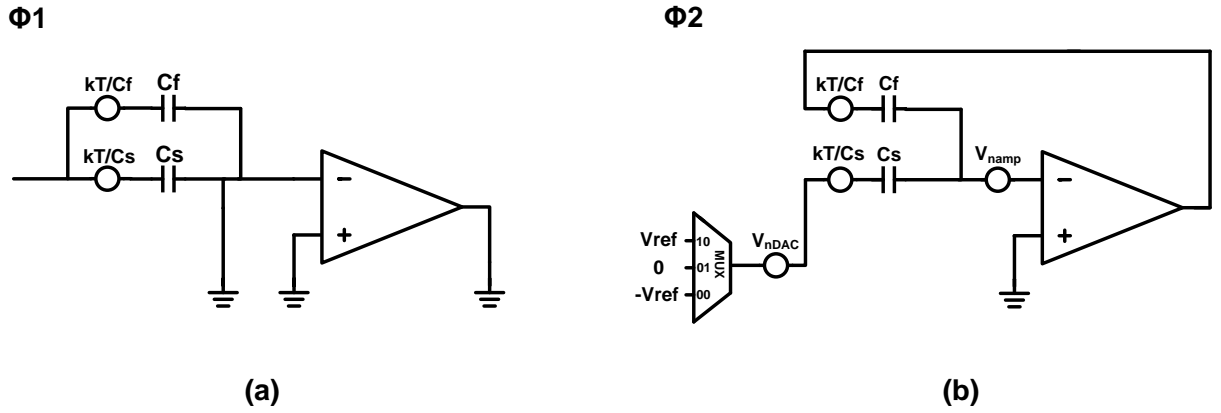 Φ1
kT/Cf Cf
kT/Cs Cs
−
+
(a)
Φ2
kT/Cf Cf
kT/Cs Cs
Vnamp
−
+
Vref 10
0 01
-Vref 00
MUX
VnDAC
(b)